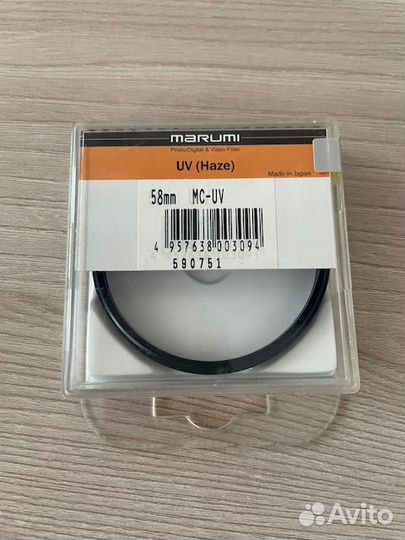 marumi
Photo/Digital & Video Filter
UV (Haze)
Made in Japan
58mm MC-UV
4 957638 003094
590751
Avito